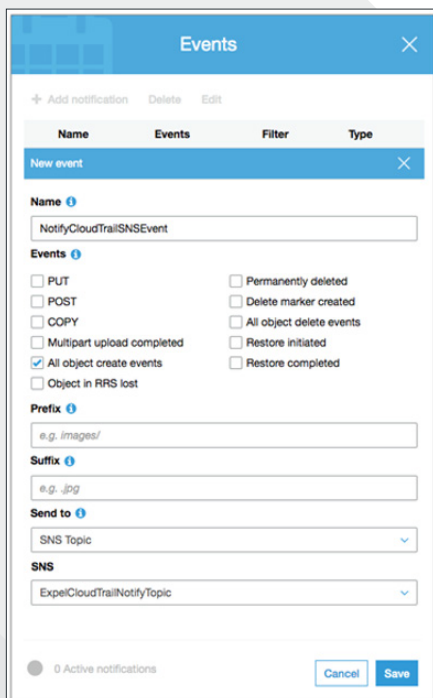 Events
+ Add notification Delete Edit
Name Events Filter Type
New event
Name
NotifyCloudTrailSNSEvent
Events
PUT
Permanently deleted
POST
Delete marker created
COPY
All object delete events
Multipart upload completed
Restore initiated
All object create events
Restore completed
Object in RRS lost
Prefix
e.g. images/
Suffix
e.g. .jpg
Send to
SNS Topic
SNS
ExpelCloudTrailNotifyTopic
0 Active notifications
Cancel Save